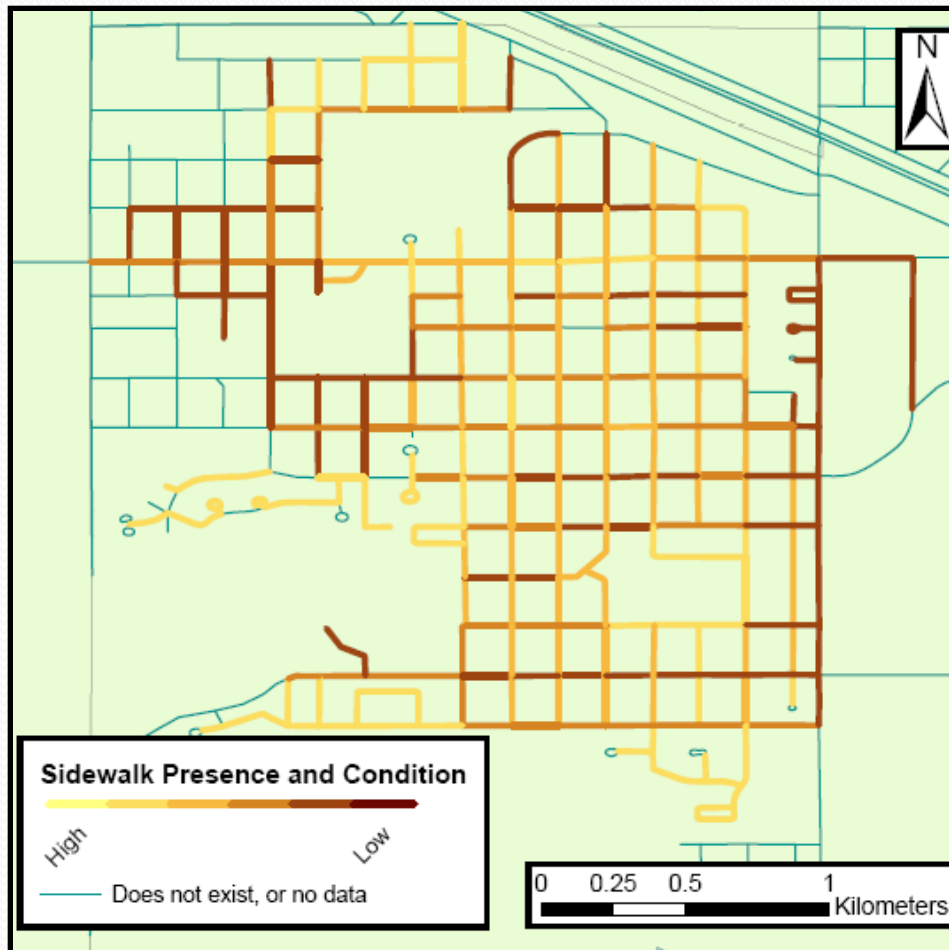 N
Sidewalk Presence and Condition
High
Low
Does not exist, or no data
0 0.25 0.5 1
Kilometers